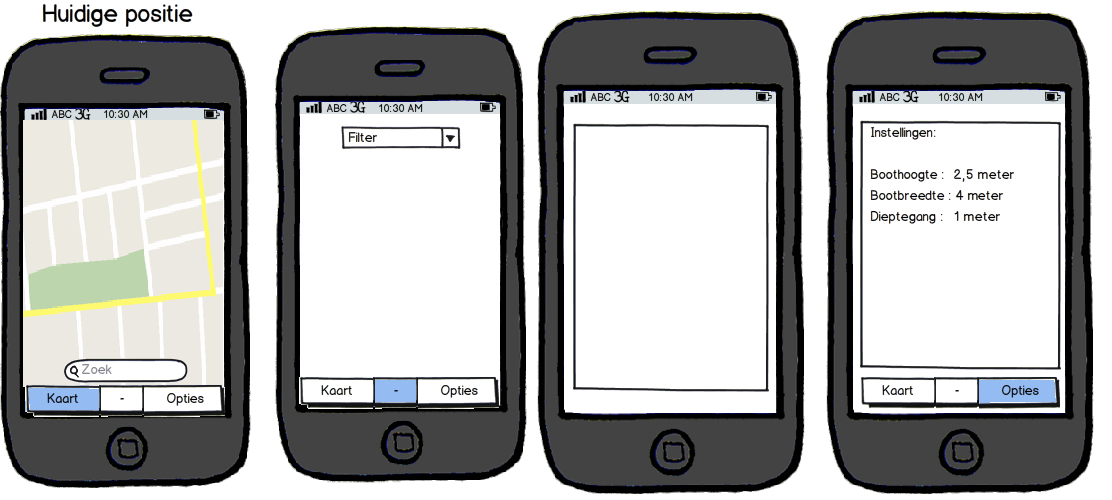 Huidige positie
ABC 3G 10:30 AM
Zoek
Kaart - Opties
ABC 3G 10:30 AM
Filter
Kaart - Opties
ABC 3G 10:30 AM
ABC 3G 10:30 AM
Instellingen:
Boothoogte : 2,5 meter
Bootbreedte : 4 meter
Dieptegang : 1 meter
Kaart - Opties